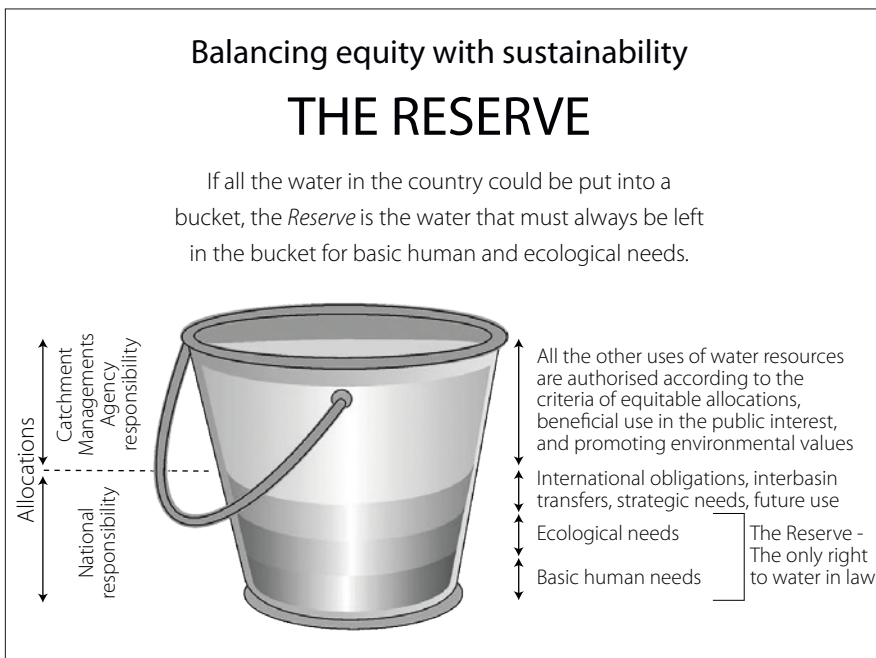 Balancing equity with sustainability
THE RESERVE
If all the water in the country could be put into a
bucket, the Reserve is the water that must always be left
in the bucket for basic human and ecological needs.
Allocations
Catchment
Managements
Agency
responsibility
National
responsibility
All the other uses of water resources
are authorised according to the
criteria of equitable allocations,
beneficial use in the public interest,
and promoting environmental values
International obligations, interbasin
transfers, strategic needs, future use
Ecological needs
Basic human needs
The Reserve -
The only right
to water in law